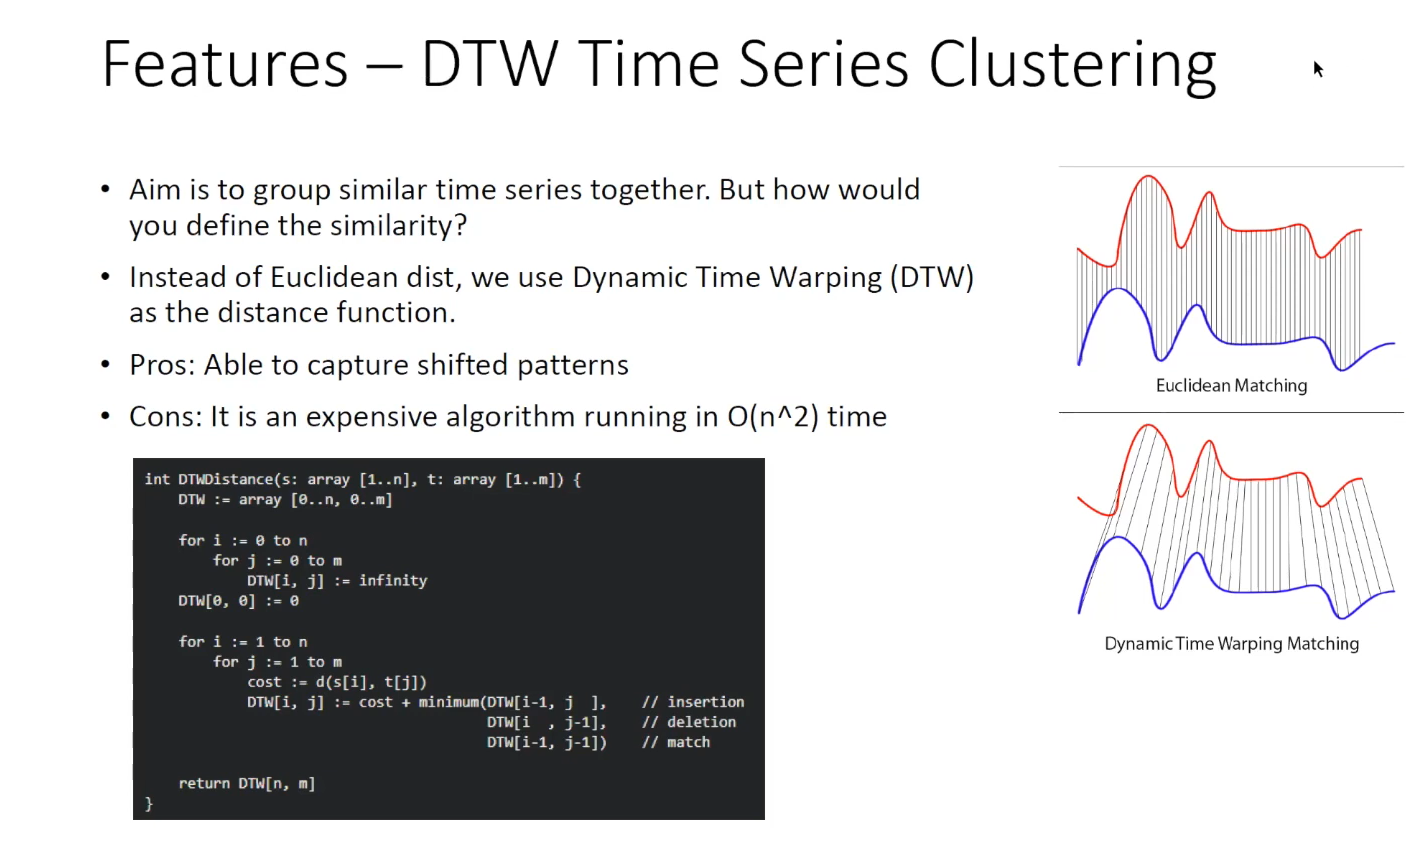 Features – DTW Time Series Clustering
• Aim is to group similar time series together. But how would
you define the similarity?
• Instead of Euclidean dist, we use Dynamic Time Warping (DTW)
as the distance function.
• Pros: Able to capture shifted patterns
• Cons: It is an expensive algorithm running in O(n^2) time
int DTWDistance(s: array [1..n], t: array [1..m]) {
    DTW := array [0..n, 0..m]
    for i := 0 to n
        for j := 0 to m
            DTW[i, j] := infinity
    DTW[0, 0] := 0
    for i := 1 to n
        for j := 1 to m
            cost := d(s[i], t[j])
            DTW[i, j] := cost + minimum(DTW[i-1, j  ],    // insertion
                                        DTW[i  , j-1],    // deletion
                                        DTW[i-1, j-1])    // match
    return DTW[n, m]
}
Euclidean Matching
Dynamic Time Warping Matching